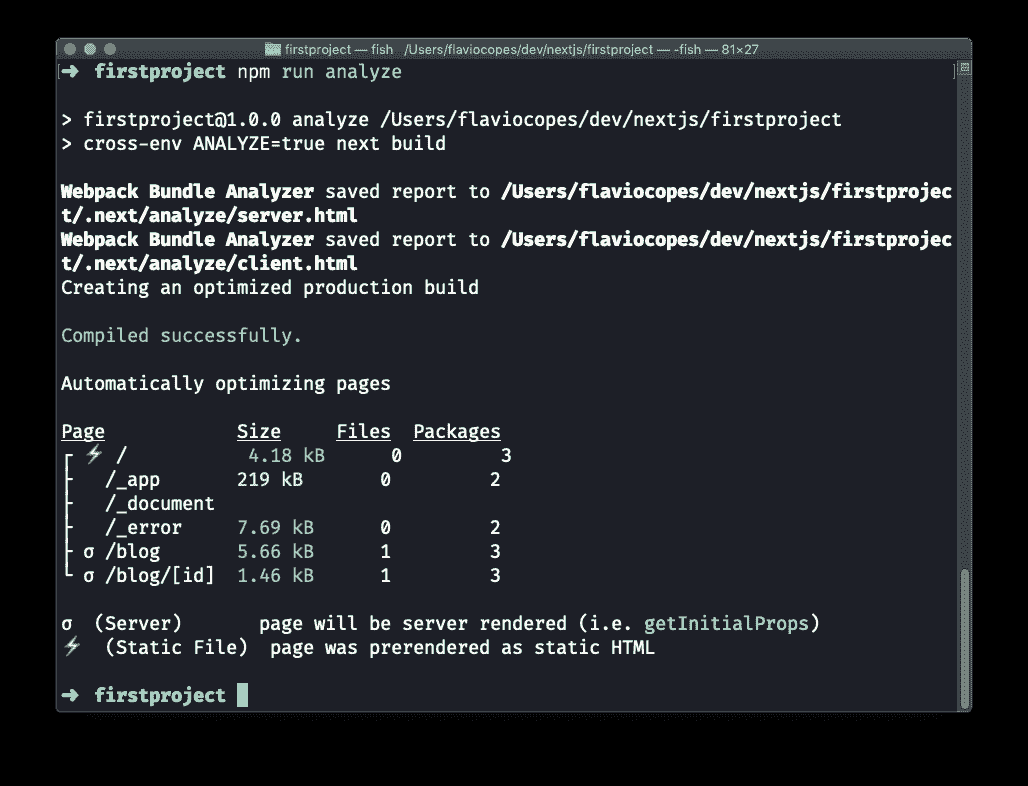 firstproject — fish /Users/flaviocopes/dev/nextjs/firstproject — -fish — 81×27
➜ firstproject npm run analyze
> firstproject@1.0.0 analyze /Users/flaviocopes/dev/nextjs/firstproject
> cross-env ANALYZE=true next build
Webpack Bundle Analyzer saved report to /Users/flaviocopes/dev/nextjs/firstprojec
t/.next/analyze/server.html
Webpack Bundle Analyzer saved report to /Users/flaviocopes/dev/nextjs/firstprojec
t/.next/analyze/client.html
Creating an optimized production build
Compiled successfully.
Automatically optimizing pages
Page Size Files Packages
┌ ⚡ / 4.18 kB 0 3
├ /_app 219 kB 0 2
├ /_document
├ /_error 7.69 kB 0 2
├ σ /blog 5.66 kB 1 3
└ σ /blog/[id] 1.46 kB 1 3
σ (Server) page will be server rendered (i.e. getInitialProps)
⚡ (Static File) page was prerendered as static HTML
➜ firstproject